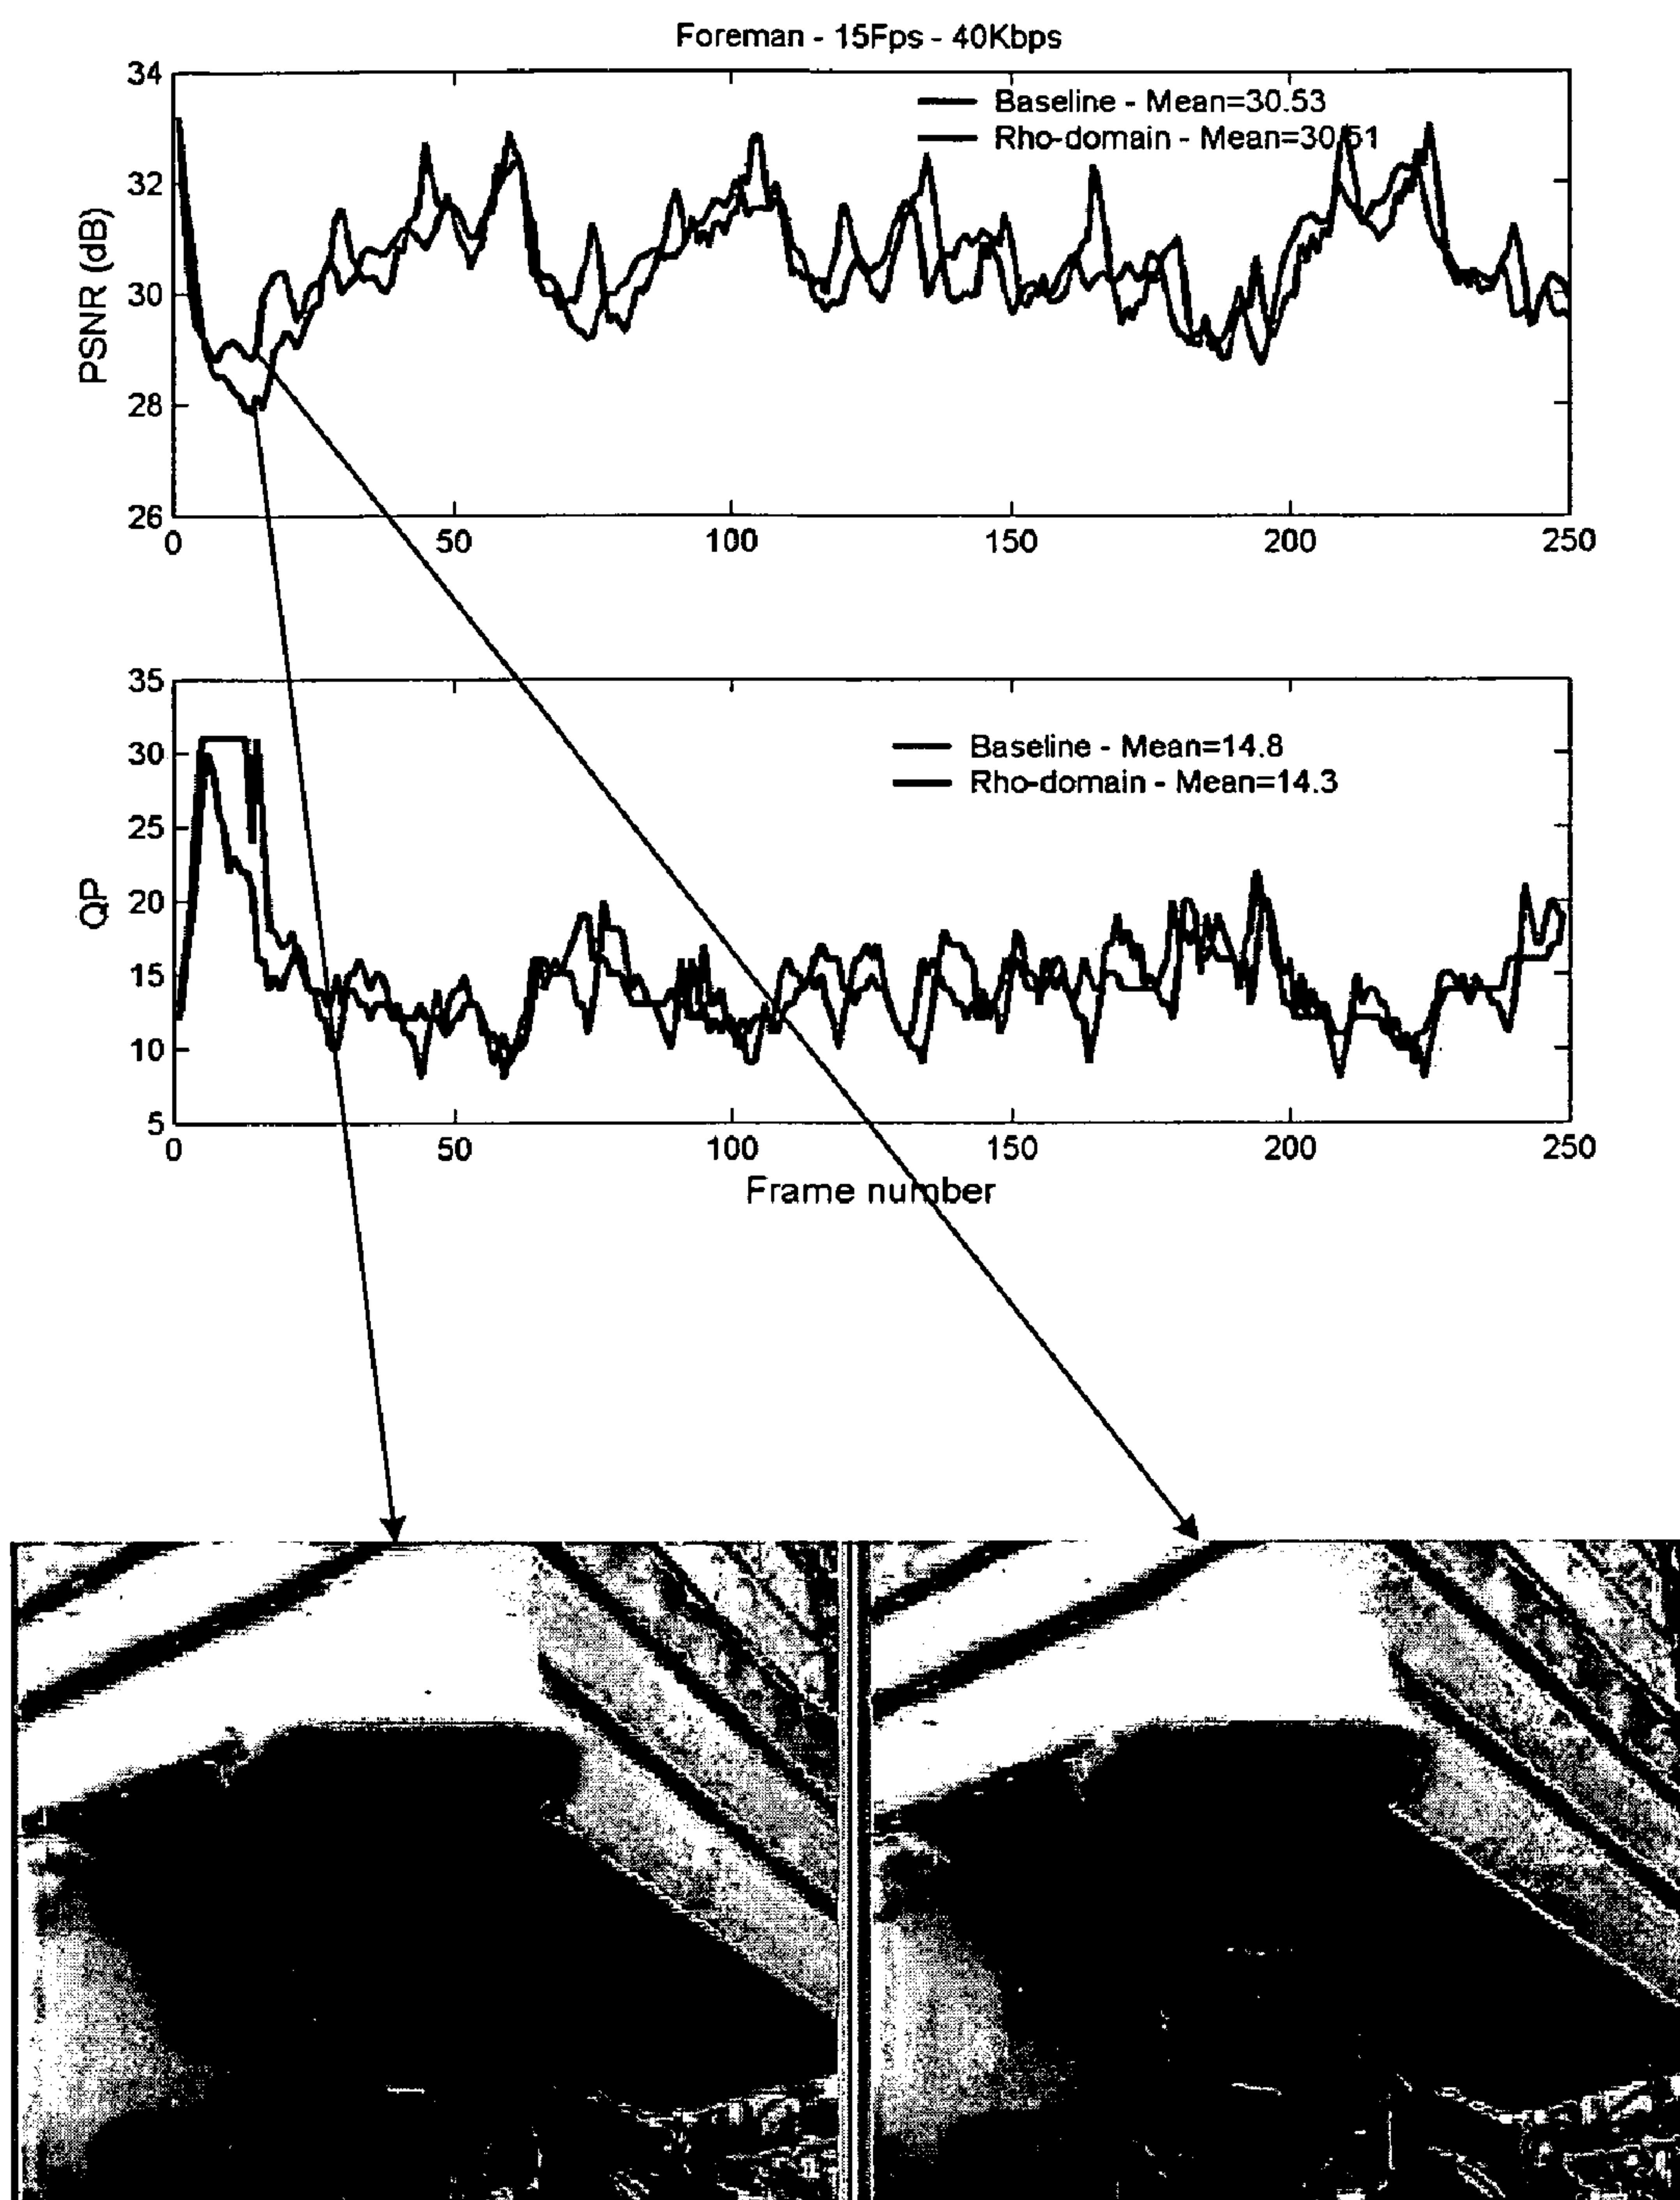 Foreman - 15Fps - 40Kbps
34
32
30
28
26
PSNR (dB)
Baseline - Mean=30.53
Rho-domain - Mean=30.51
0 50 100 150 200 250
35
30
25
20
15
10
5
QP
Baseline - Mean=14.8
Rho-domain - Mean=14.3
0 50 100 150 200 250
Frame number